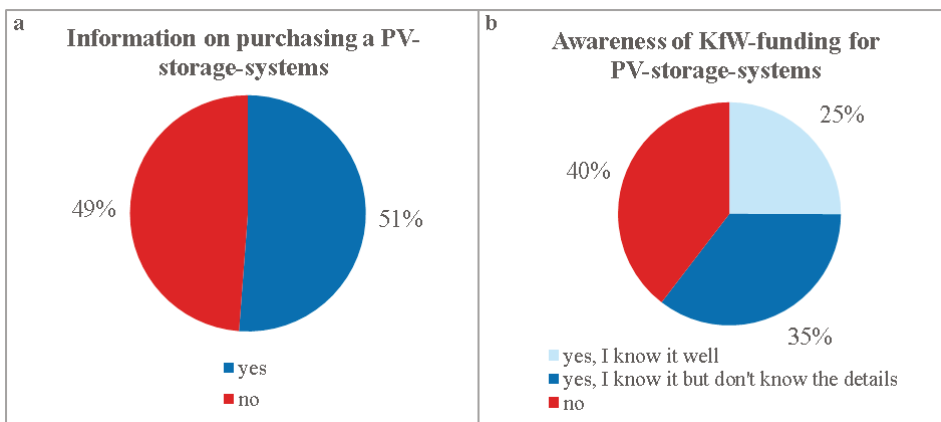 a
Information on purchasing a PV-
storage-systems
49%
51%
yes
no
b
Awareness of KfW-funding for
PV-storage-systems
25%
40%
35%
yes, I know it well
yes, I know it but don't know the details
no